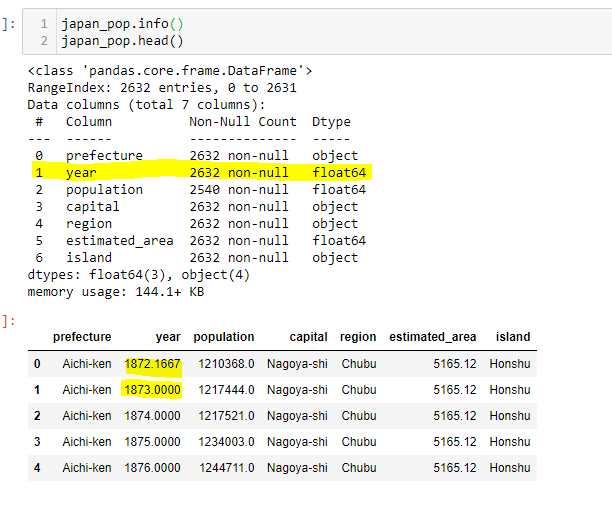 ]: 1 japan_pop.info()
2 japan_pop.head()
<class 'pandas.core.frame.DataFrame'>
RangeIndex: 2632 entries, 0 to 2631
Data columns (total 7 columns):
# Column Non-Null Count Dtype
--- ------ -------------- -----
0 prefecture 2632 non-null object
1 year 2632 non-null float64
2 population 2540 non-null float64
3 capital 2632 non-null object
4 region 2632 non-null object
5 estimated_area 2632 non-null float64
6 island 2632 non-null object
dtypes: float64(3), object(4)
memory usage: 144.1+ KB
]:
prefecture year population capital region estimated_area island
0 Aichi-ken 1872.1667 1210368.0 Nagoya-shi Chubu 5165.12 Honshu
1 Aichi-ken 1873.0000 1217444.0 Nagoya-shi Chubu 5165.12 Honshu
2 Aichi-ken 1874.0000 1217521.0 Nagoya-shi Chubu 5165.12 Honshu
3 Aichi-ken 1875.0000 1234003.0 Nagoya-shi Chubu 5165.12 Honshu
4 Aichi-ken 1876.0000 1244711.0 Nagoya-shi Chubu 5165.12 Honshu